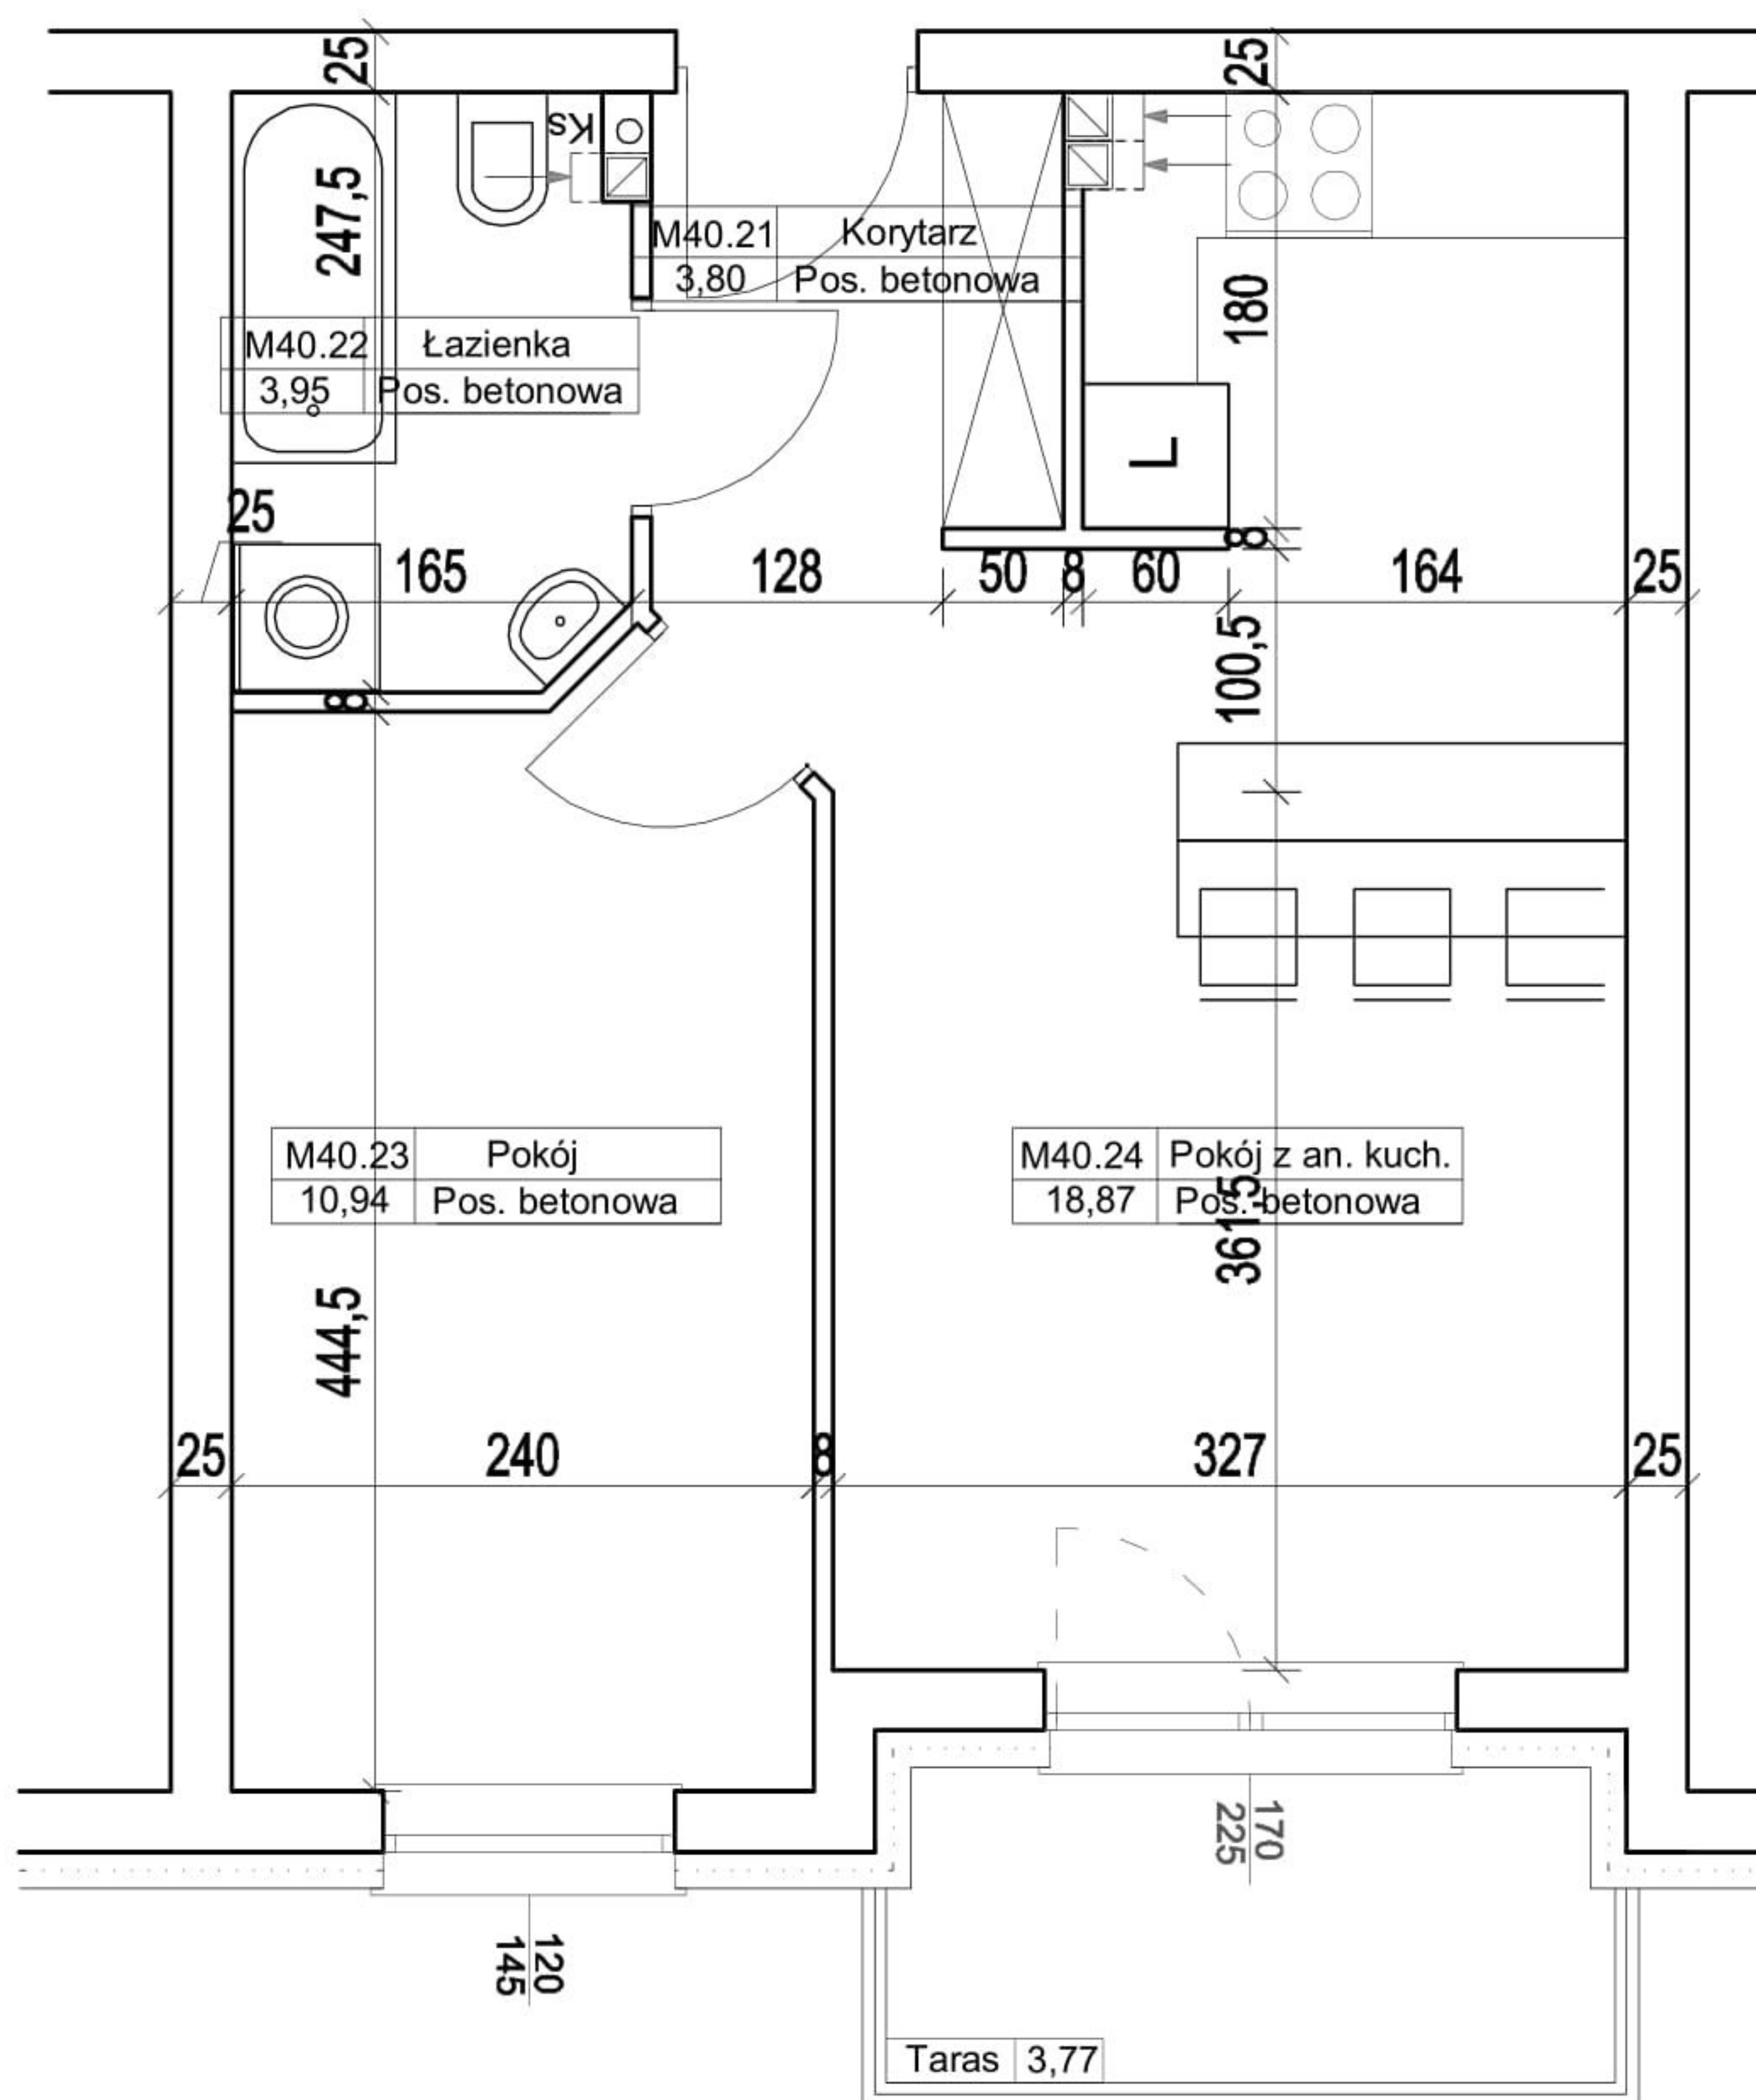 25
25
247,5
Ks
M40.21 Korytarz
3,80 Pos. betonowa
180
M40.22 Łazienka
3,95 Pos. betonowa
L
25
8
165
128
50
8
60
164
25
100,5
8
M40.23 Pokój
10,94 Pos. betonowa
M40.24 Pokój z an. kuch.
18,87 Pos. betonowa
361,5
444,5
25
240
8
327
25
170
225
120
145
Taras 3,77